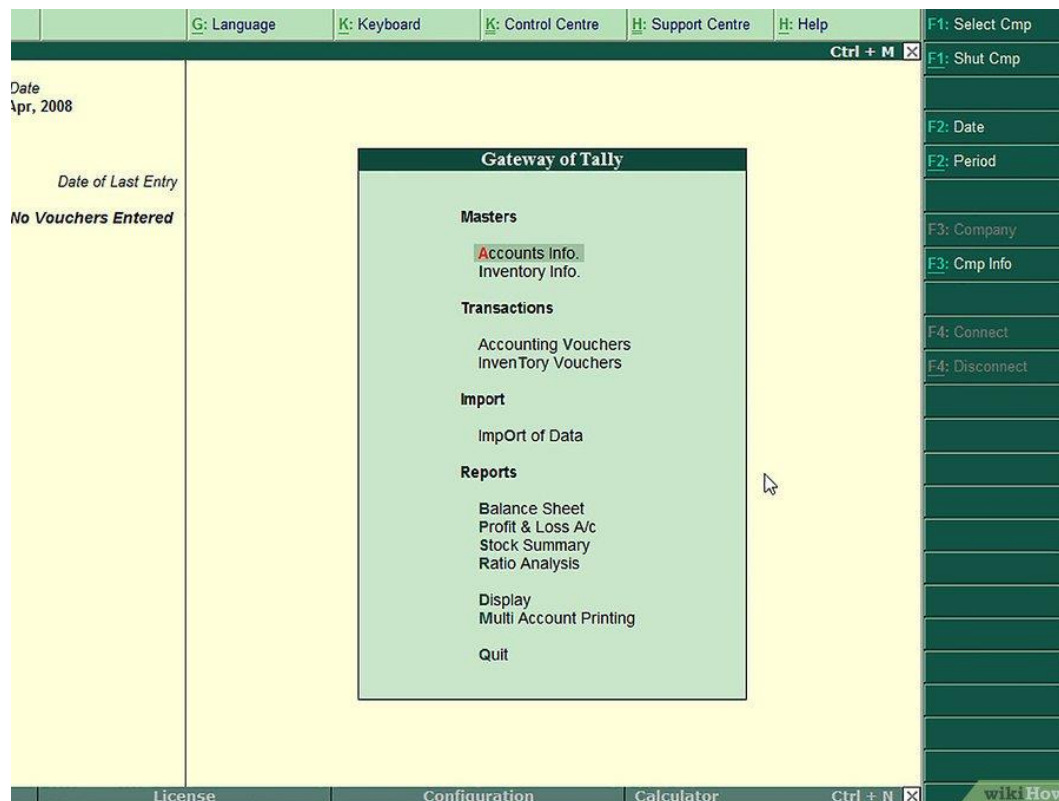 G: Language K: Keyboard K: Control Centre H: Support Centre H: Help
Ctrl + M
Date
Apr, 2008
Date of Last Entry
No Vouchers Entered
Gateway of Tally
Masters
Accounts Info.
Inventory Info.
Transactions
Accounting Vouchers
InvenTory Vouchers
Import
ImpOrt of Data
Reports
Balance Sheet
Profit & Loss A/c
Stock Summary
Ratio Analysis
Display
Multi Account Printing
Quit
F1: Select Cmp
F1: Shut Cmp
F2: Date
F2: Period
F3: Company
F3: Cmp Info
F4: Connect
F4: Disconnect
License Configuration Calculator Ctrl + N
wikiHow